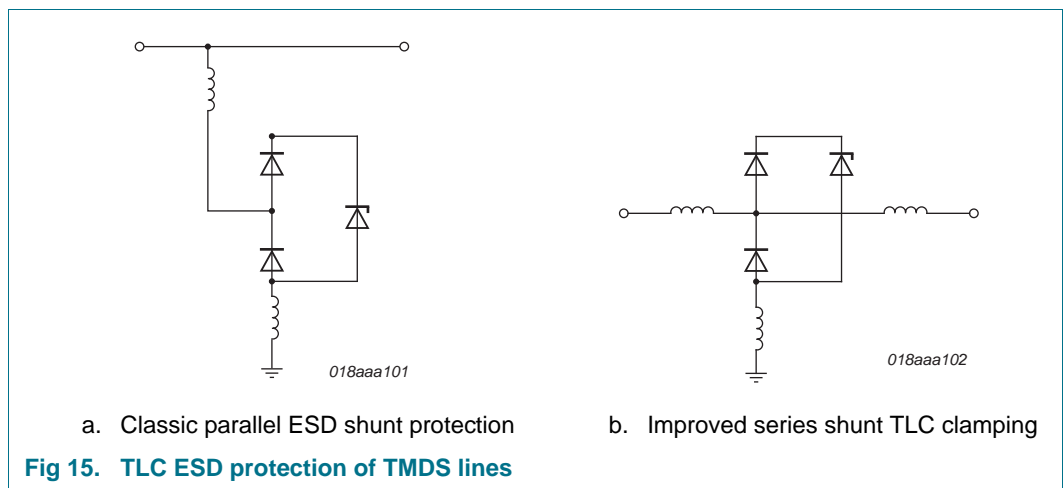 018aaa101
018aaa102
a. Classic parallel ESD shunt protection
b. Improved series shunt TLC clamping
Fig 15. TLC ESD protection of TMDS lines